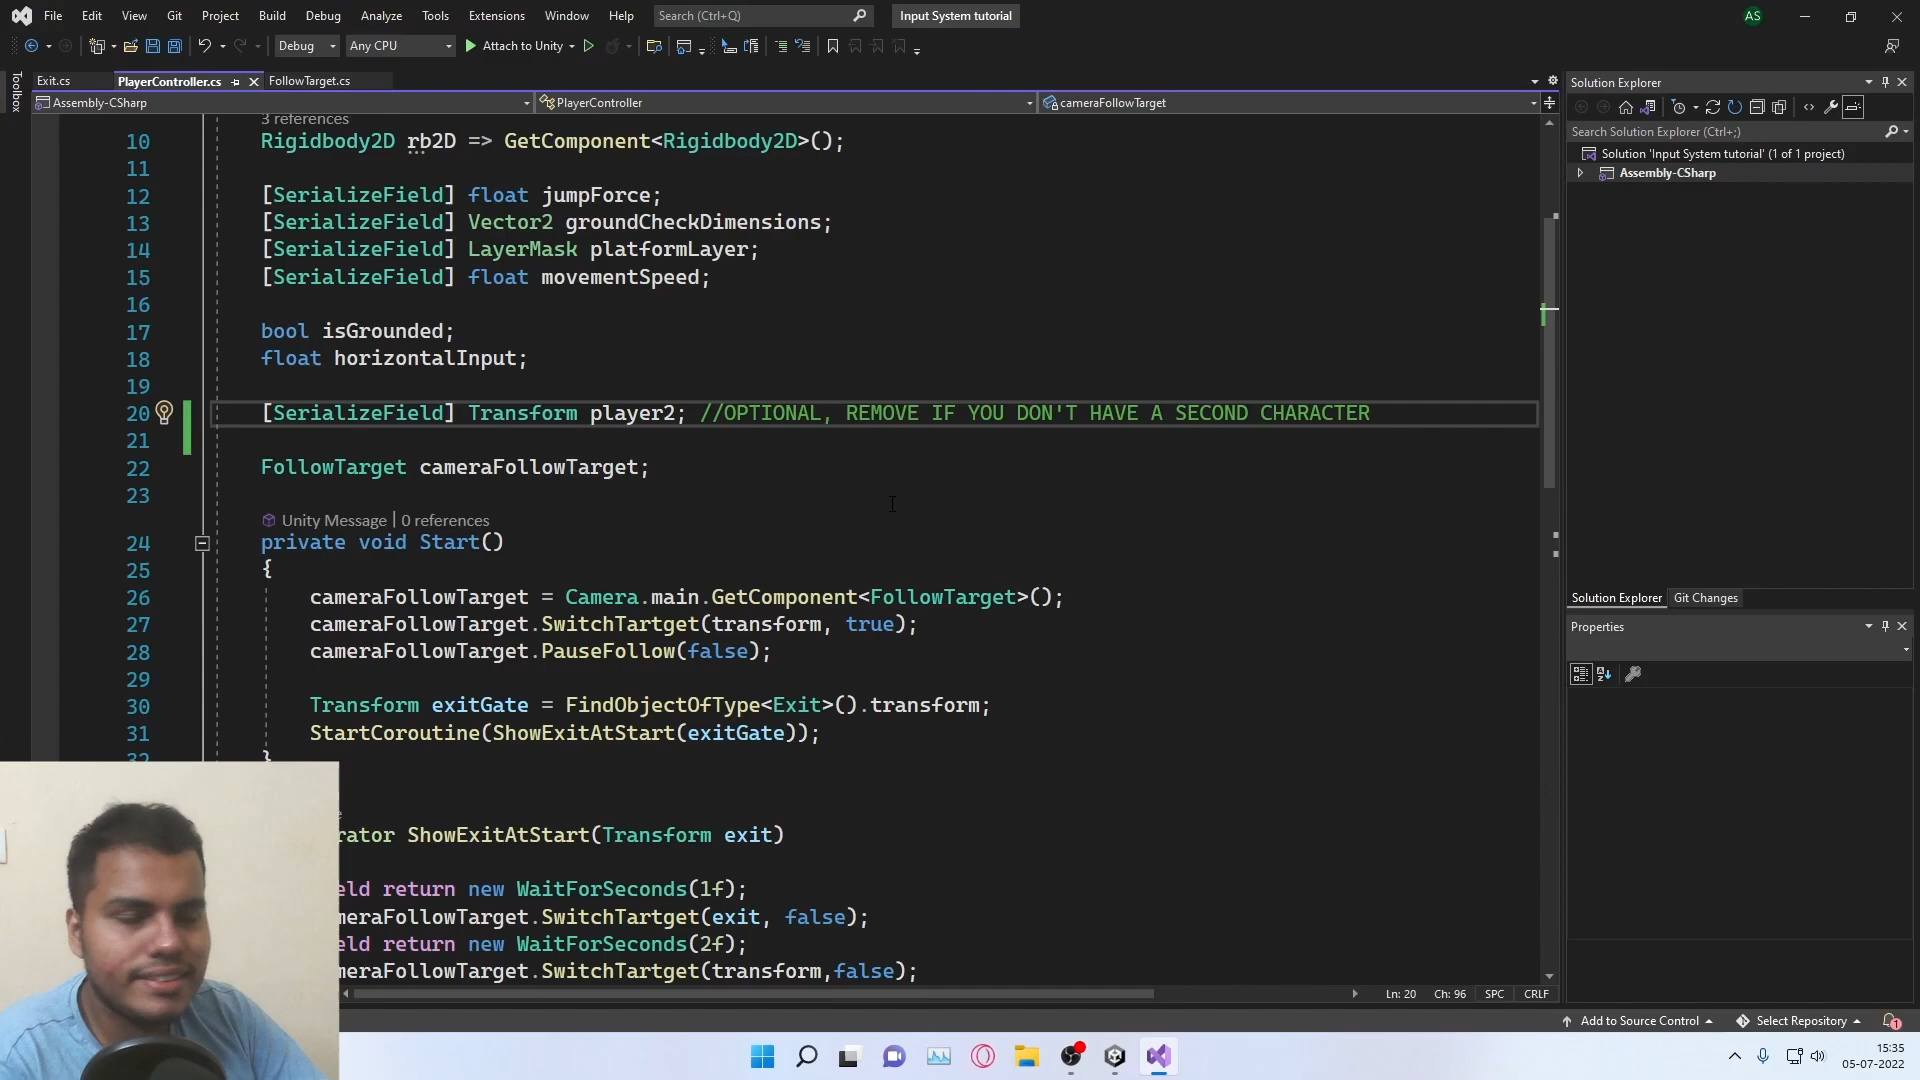 File Edit View Git Project Build Debug Analyze Tools Extensions Window Help Search (Ctrl+Q) Input System tutorial AS
Debug Any CPU Attach to Unity
Toolbox
Exit.cs PlayerController.cs FollowTarget.cs
Assembly-CSharp PlayerController cameraFollowTarget
3 references
10 Rigidbody2D rb2D => GetComponent<Rigidbody2D>();
11
12 [SerializeField] float jumpForce;
13 [SerializeField] Vector2 groundCheckDimensions;
14 [SerializeField] LayerMask platformLayer;
15 [SerializeField] float movementSpeed;
16
17 bool isGrounded;
18 float horizontalInput;
19
20 [SerializeField] Transform player2; //OPTIONAL, REMOVE IF YOU DON'T HAVE A SECOND CHARACTER
21
22 FollowTarget cameraFollowTarget;
23
Unity Message | 0 references
24 private void Start()
25 {
26 cameraFollowTarget = Camera.main.GetComponent<FollowTarget>();
27 cameraFollowTarget.SwitchTartget(transform, true);
28 cameraFollowTarget.PauseFollow(false);
29
30 Transform exitGate = FindObjectOfType<Exit>().transform;
31 StartCoroutine(ShowExitAtStart(exitGate));
32 }
rator ShowExitAtStart(Transform exit)
eld return new WaitForSeconds(1f);
meraFollowTarget.SwitchTartget(exit, false);
eld return new WaitForSeconds(2f);
meraFollowTarget.SwitchTartget(transform,false);
Ln: 20 Ch: 96 SPC CRLF
Solution Explorer
Search Solution Explorer (Ctrl+;)
Solution 'Input System tutorial' (1 of 1 project)
Assembly-CSharp
Solution Explorer Git Changes
Properties
Add to Source Control Select Repository 1
15:35
05-07-2022